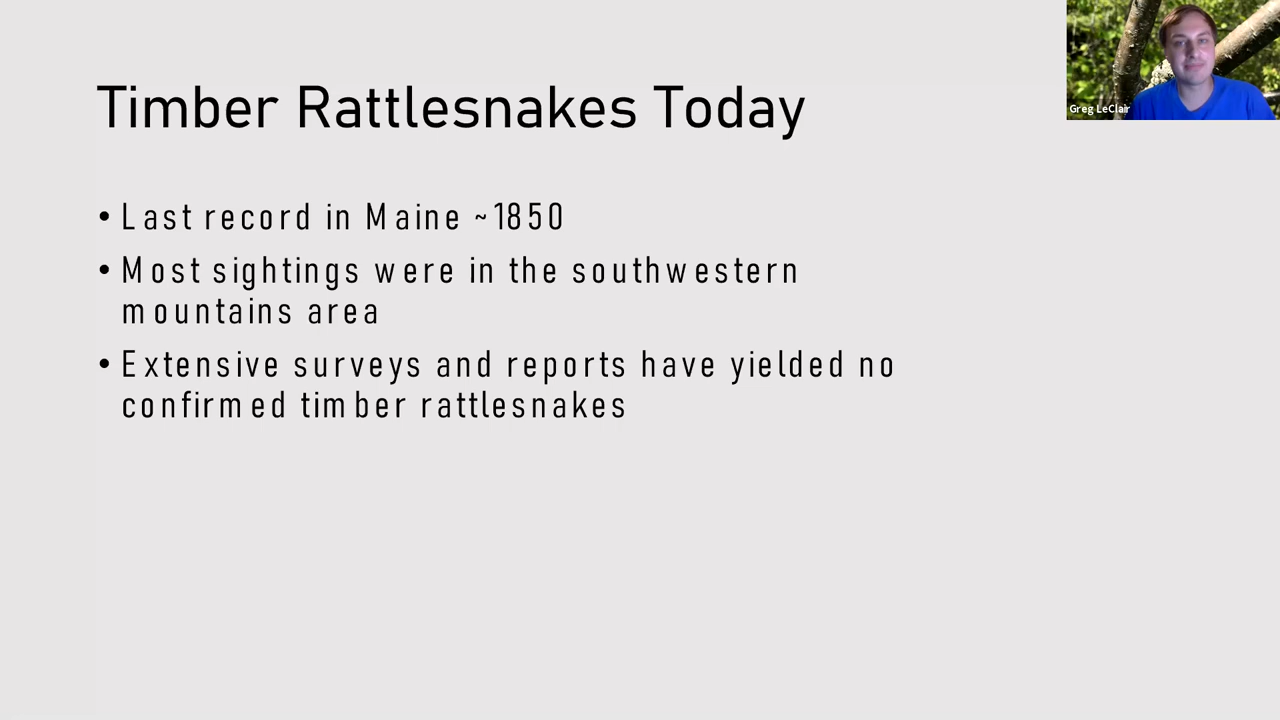 Timber Rattlesnakes Today
Greg LeClair
• Last record in Maine ~1850
• Most sightings were in the southwestern
mountains area
• Extensive surveys and reports have yielded no
confirmed timber rattlesnakes